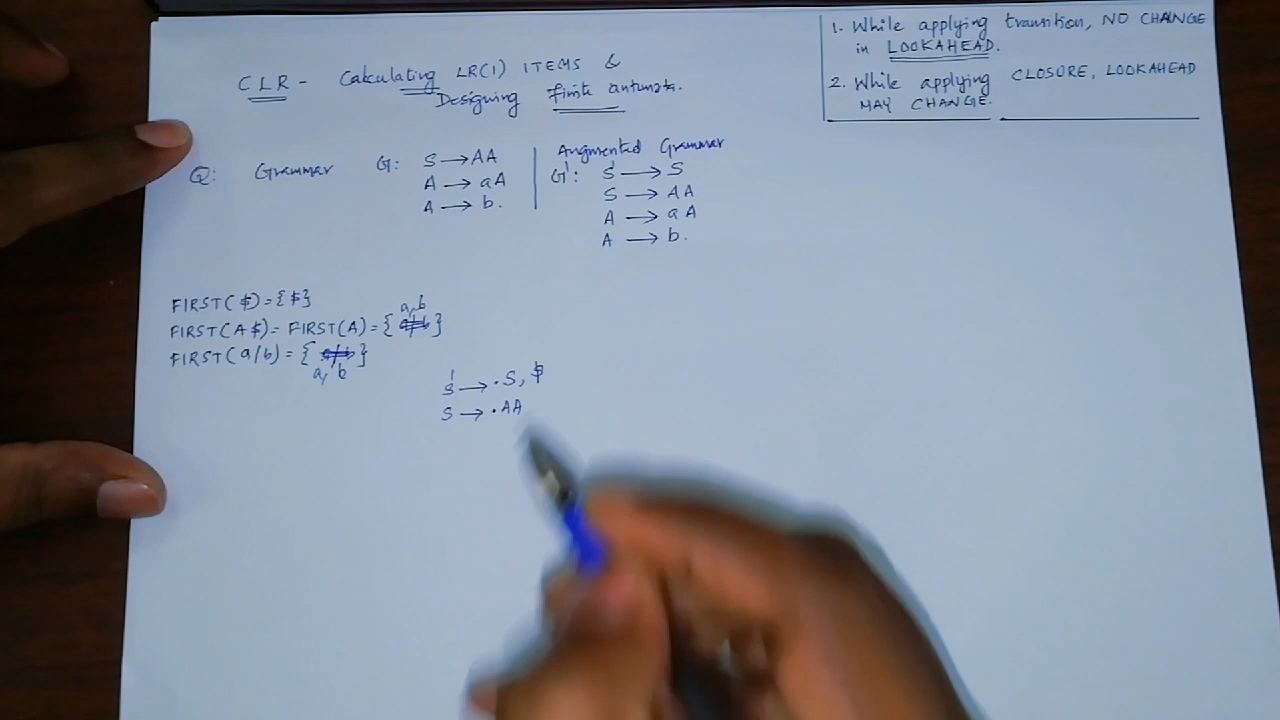 CLR - Calculating LR(1) ITEMS &
Designing finite automata.
1. While applying transition, NO CHANGE
in LOOKAHEAD.
2. While applying CLOSURE, LOOKAHEAD
MAY CHANGE.
Q: Grammar G: S → AA
A → aA
A → b.
Augmented Grammar
G': S' → S
S → AA
A → aA
A → b.
FIRST($) = {$}
a, b
FIRST(A$) = FIRST(A) = { a/b }
FIRST(a/b) = { a/b }
a, b
S' → .S, $
S → .AA